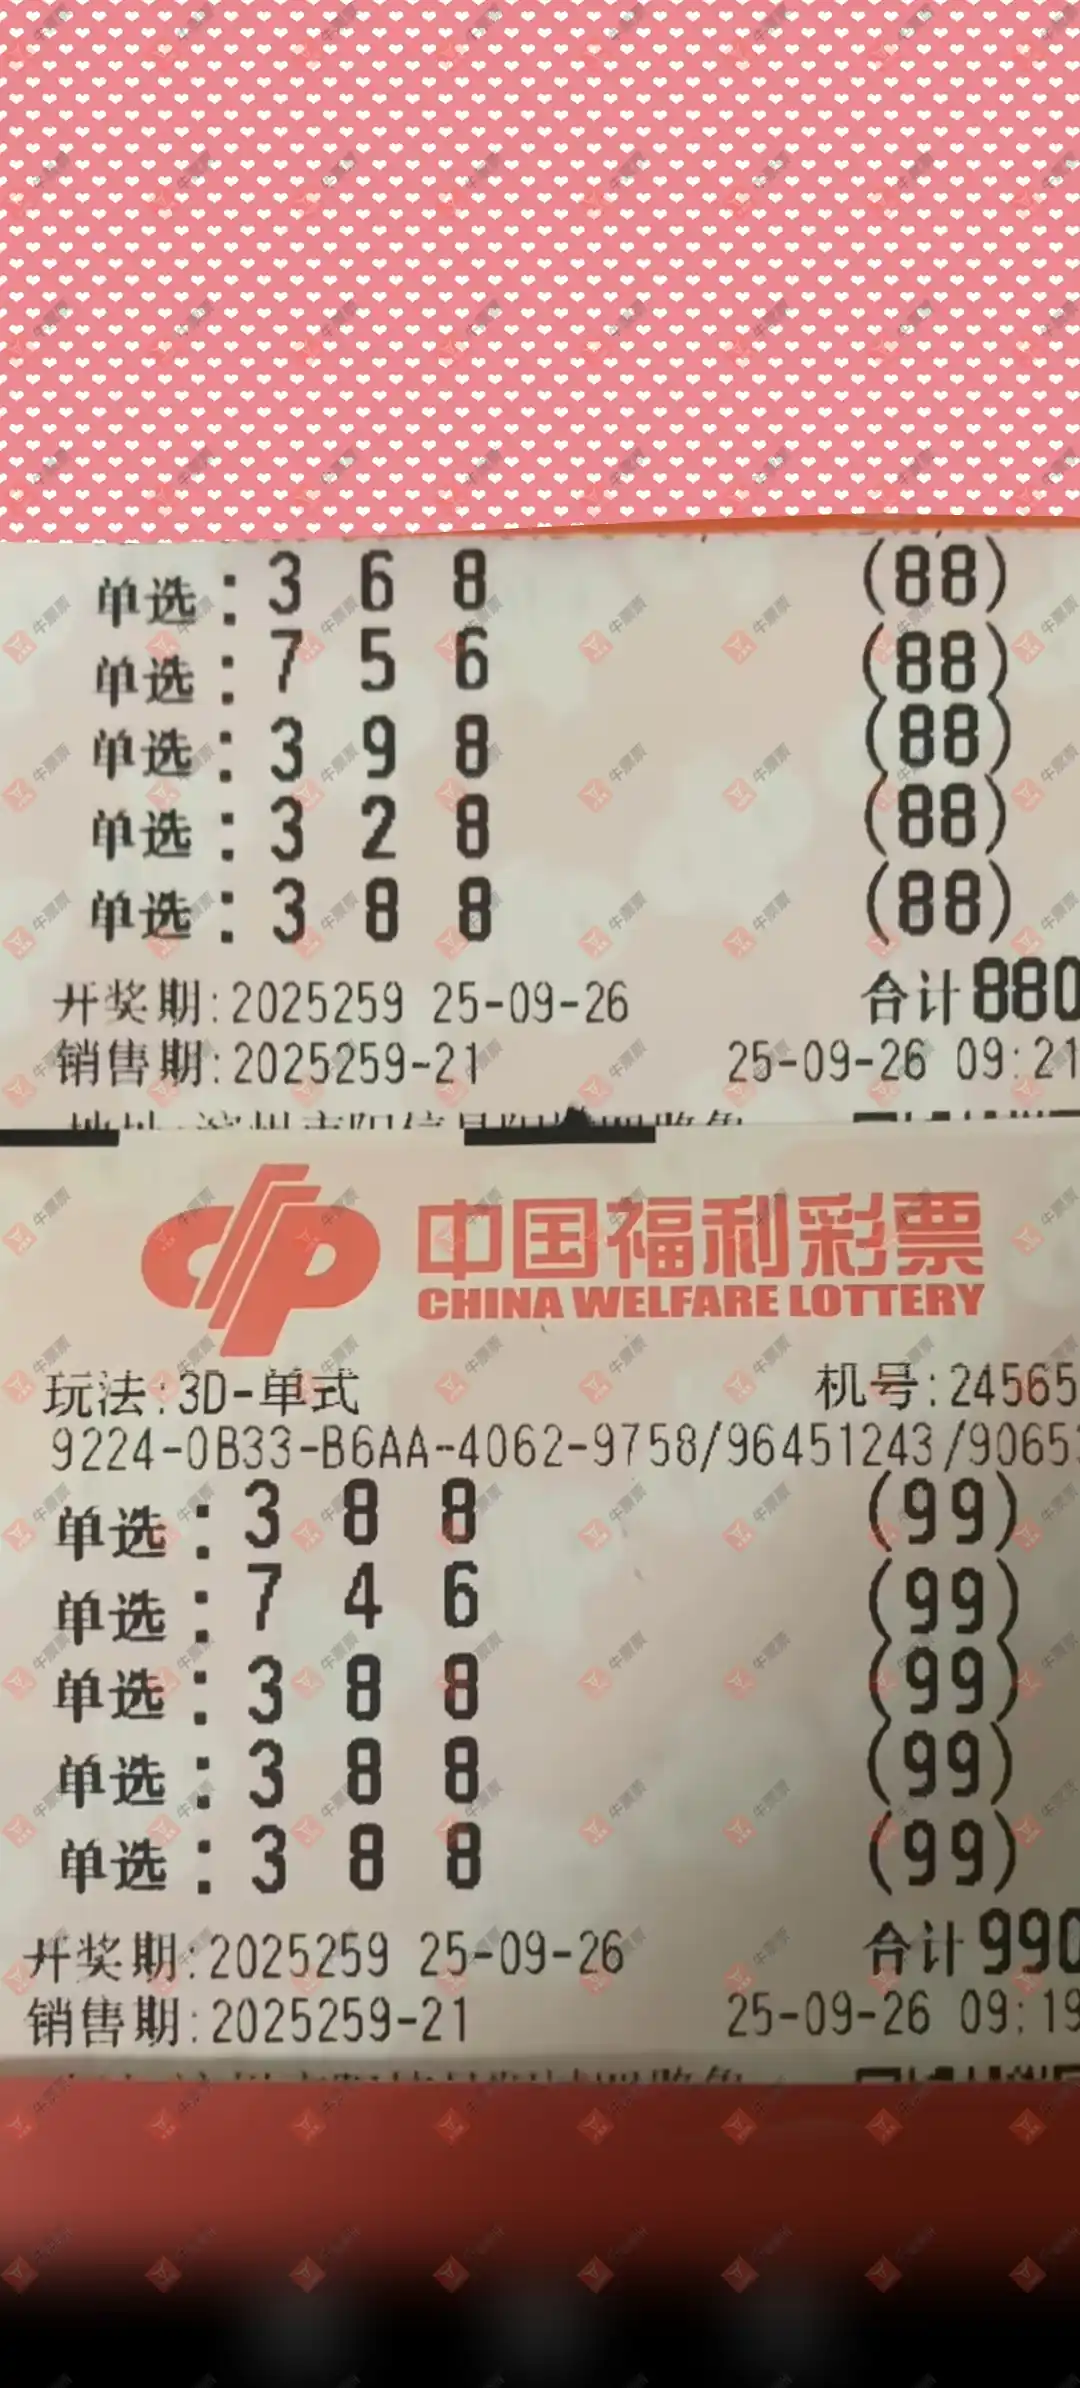 单选：3 6 8 (88)
单选：7 5 6 (88)
单选：3 9 8 (88)
单选：3 2 8 (88)
单选：3 8 8 (88)
开奖期:2025259 25-09-26 合计880
销售期:2025259-21 25-09-26 09:21
中国福利彩票
CHINA WELFARE LOTTERY
玩法:3D-单式 机号:24565
9224-0B33-B6AA-4062-9758/96451243/9065
单选：3 8 8 (99)
单选：7 4 6 (99)
单选：3 8 8 (99)
单选：3 8 8 (99)
单选：3 8 8 (99)
开奖期:2025259 25-09-26 合计990
销售期:2025259-21 25-09-26 09:19
牛票票